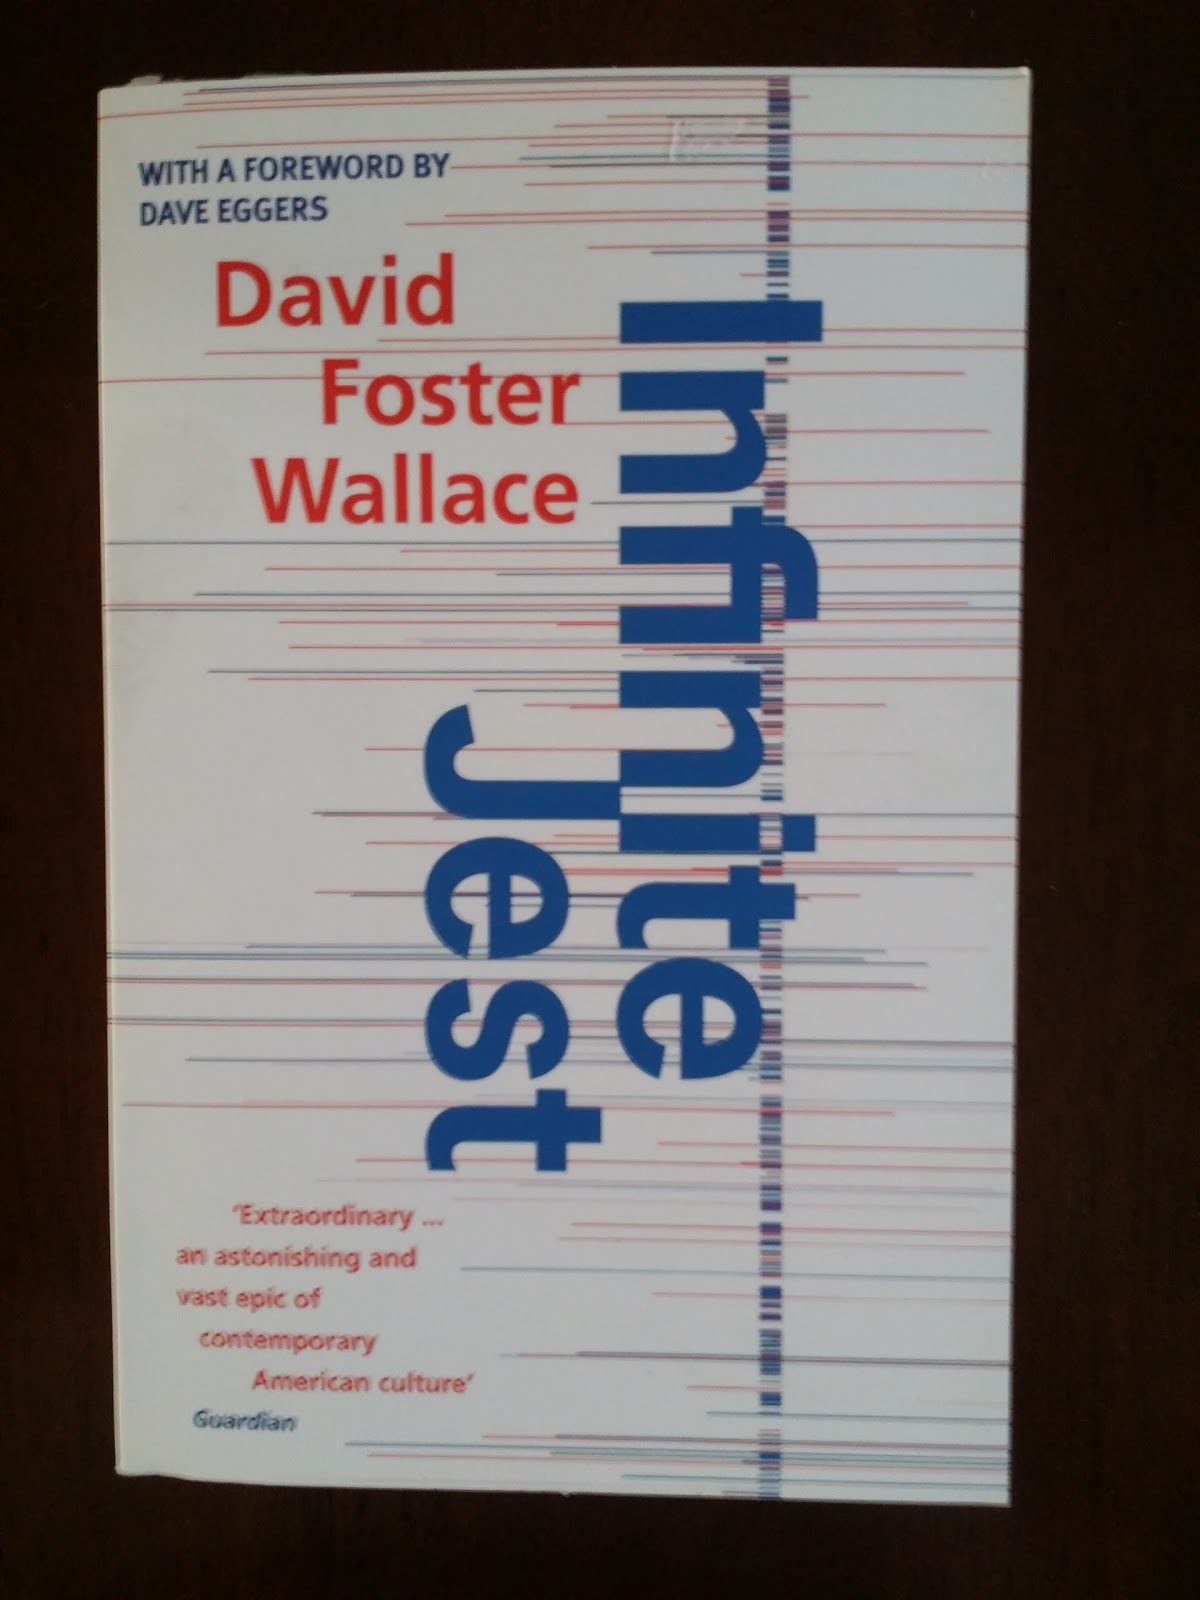 WITH A FOREWORD BY
DAVE EGGERS
David
Foster
Wallace
Infinite
Jest
'Extraordinary ...
an astonishing and
vast epic of
contemporary
American culture'
Guardian